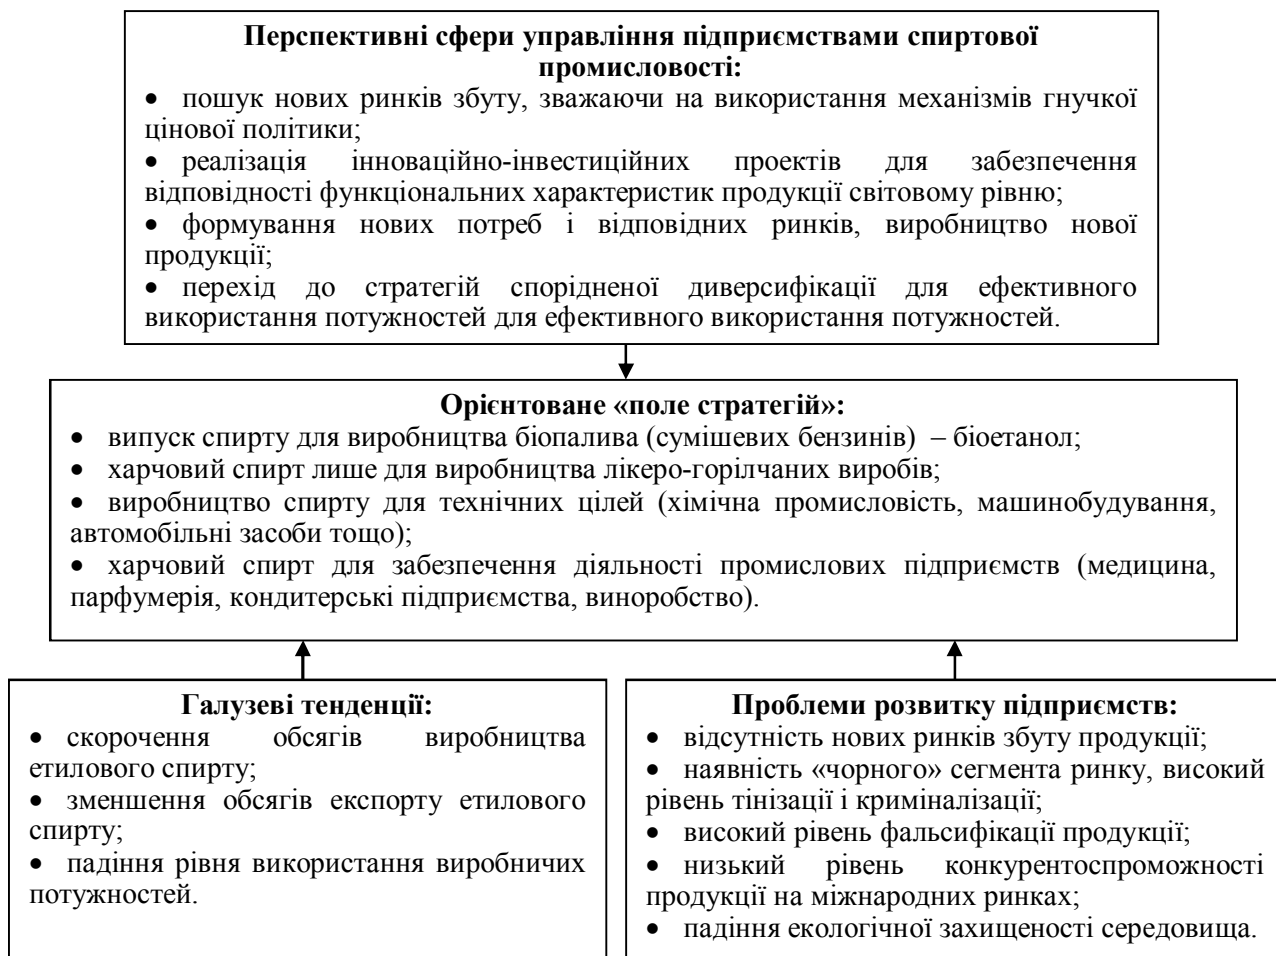 Перспективні сфери управління підприємствами спиртової
промисловості:
• пошук нових ринків збуту, зважаючи на використання механізмів гнучкої
цінової політики;
• реалізація інноваційно-інвестиційних проектів для забезпечення
відповідності функціональних характеристик продукції світовому рівню;
• формування нових потреб і відповідних ринків, виробництво нової
продукції;
• перехід до стратегій спорідненої диверсифікації для ефективного
використання потужностей для ефективного використання потужностей.
Орієнтоване «поле стратегій»:
• випуск спирту для виробництва біопалива (сумішевих бензинів) – біоетанол;
• харчовий спирт лише для виробництва лікеро-горілчаних виробів;
• виробництво спирту для технічних цілей (хімічна промисловість, машинобудування,
автомобільні засоби тощо);
• харчовий спирт для забезпечення діяльності промислових підприємств (медицина,
парфумерія, кондитерські підприємства, виноробство).
Галузеві тенденції:
• скорочення обсягів виробництва
етилового спирту;
• зменшення обсягів експорту етилового
спирту;
• падіння рівня використання виробничих
потужностей.
Проблеми розвитку підприємств:
• відсутність нових ринків збуту продукції;
• наявність «чорного» сегмента ринку, високий
рівень тінізації і криміналізації;
• високий рівень фальсифікації продукції;
• низький рівень конкурентоспроможності
продукції на міжнародних ринках;
• падіння екологічної захищеності середовища.